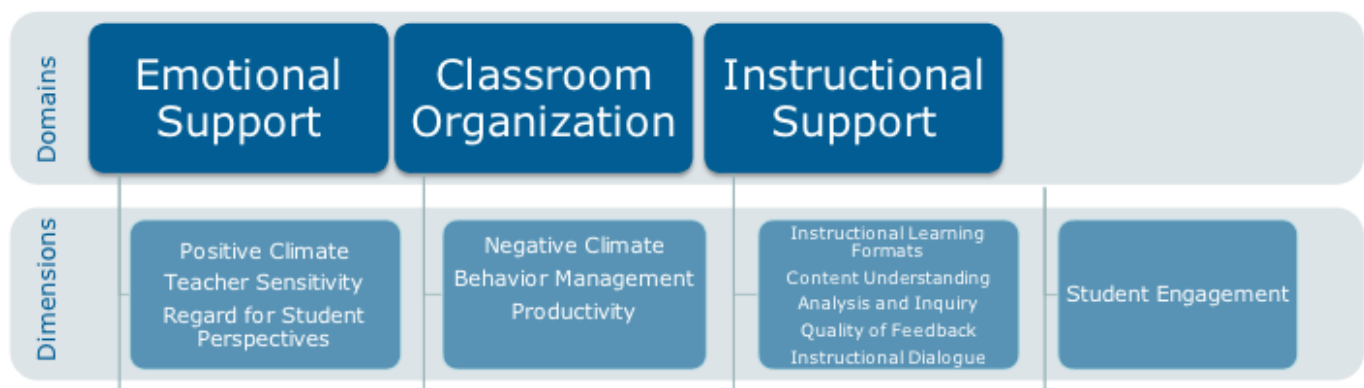 Domains
Emotional
Support
Classroom
Organization
Instructional
Support
Dimensions
Positive Climate
Teacher Sensitivity
Regard for Student
Perspectives
Negative Climate
Behavior Management
Productivity
Instructional Learning
Formats
Content Understanding
Analysis and Inquiry
Quality of Feedback
Instructional Dialogue
Student Engagement